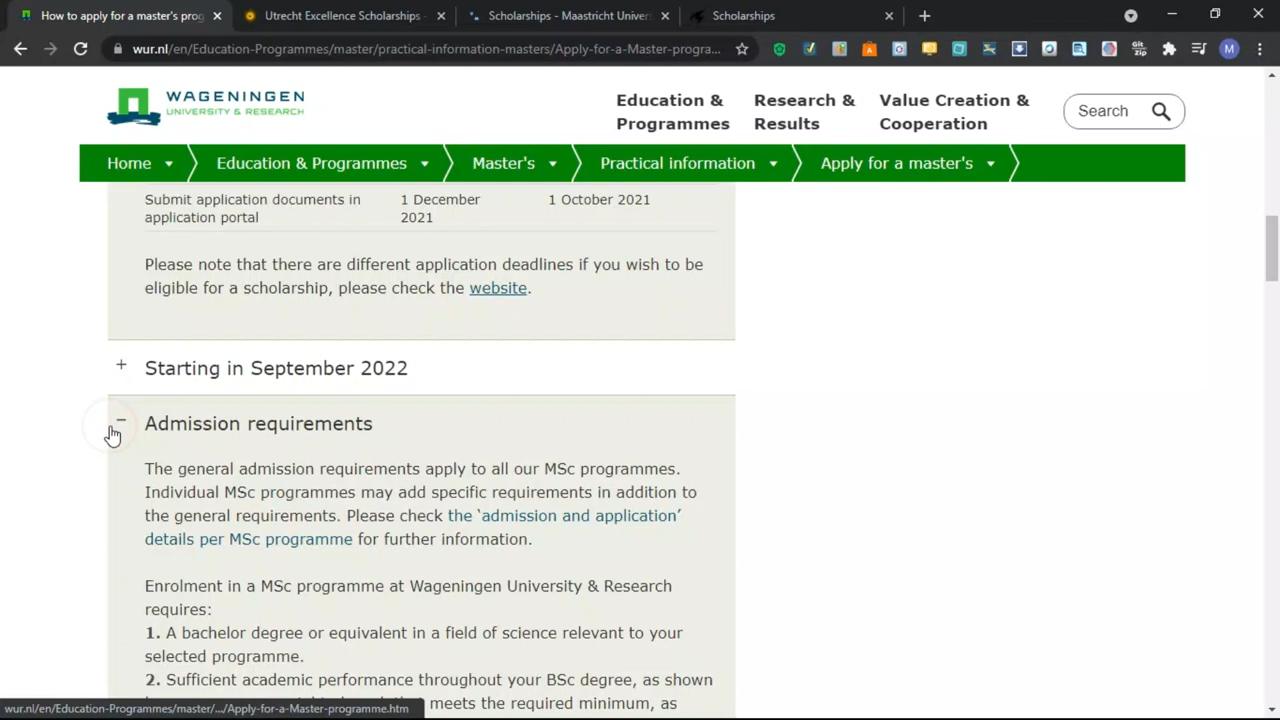 How to apply for a master's prog
Utrecht Excellence Scholarships -
Scholarships - Maastricht Univers
Scholarships
wur.nl/en/Education-Programmes/master/practical-information-masters/Apply-for-a-Master-progra...
Git
Zip
M
WAGENINGEN
UNIVERSITY & RESEARCH
Education &
Programmes
Research &
Results
Value Creation &
Cooperation
Search
Home
Education & Programmes
Master's
Practical information
Apply for a master's
Submit application documents in
application portal
1 December
2021
1 October 2021
Please note that there are different application deadlines if you wish to be
eligible for a scholarship, please check the website.
+ Starting in September 2022
− Admission requirements
The general admission requirements apply to all our MSc programmes.
Individual MSc programmes may add specific requirements in addition to
the general requirements. Please check the ‘admission and application’
details per MSc programme for further information.
Enrolment in a MSc programme at Wageningen University & Research
requires:
1. A bachelor degree or equivalent in a field of science relevant to your
selected programme.
2. Sufficient academic performance throughout your BSc degree, as shown
meets the required minimum, as
wur.nl/en/Education-Programmes/master/.../Apply-for-a-Master-programme.htm